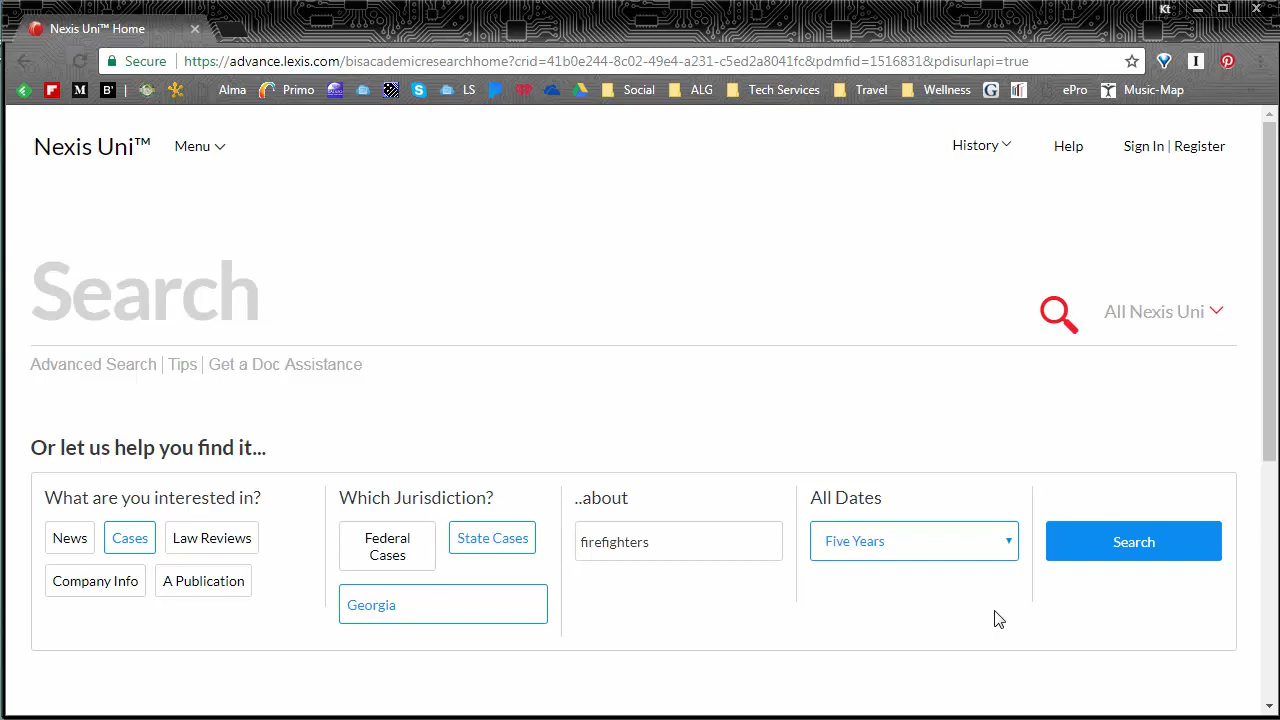 Kt
Nexis Uni™ Home
Secure https://advance.lexis.com/bisacademicresearchhome?crid=41b0e244-8c02-49e4-a231-c5ed2a8041fc&pdmfid=1516831&pdisurlapi=true
Alma Primo LS Social ALG Tech Services Travel Wellness ePro Music-Map
Nexis Uni™ Menu History Help Sign In | Register
Search
All Nexis Uni
Advanced Search | Tips | Get a Doc Assistance
Or let us help you find it...
What are you interested in? Which Jurisdiction? ..about All Dates
News Cases Law Reviews Federal Cases State Cases firefighters Five Years Search
Company Info A Publication
Georgia